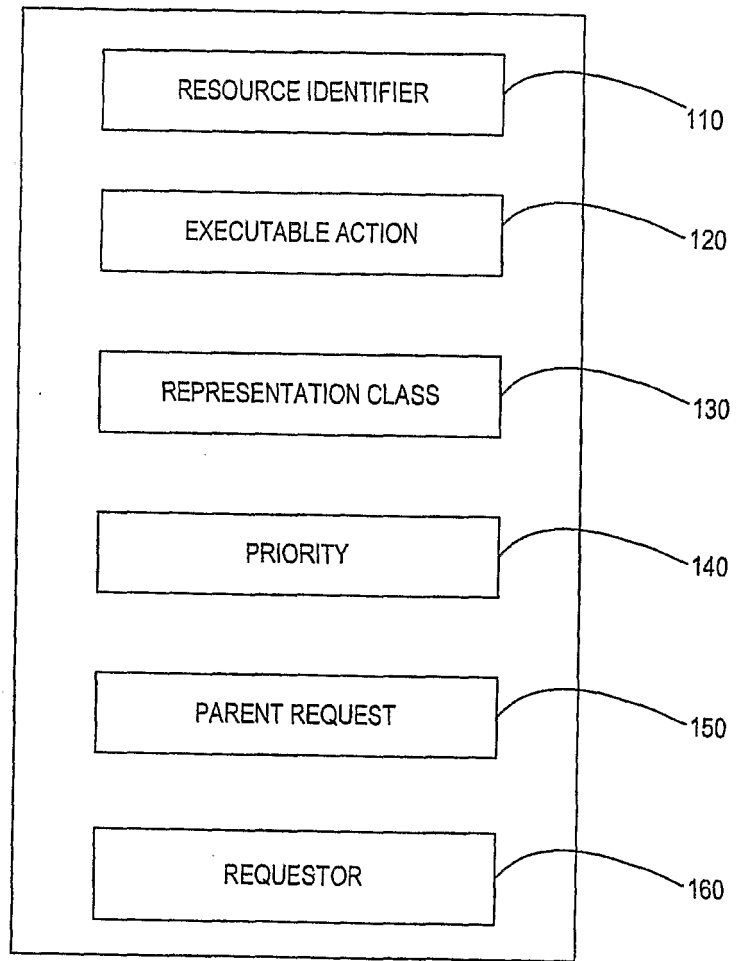 RESOURCE IDENTIFIER
110
EXECUTABLE ACTION
120
REPRESENTATION CLASS
130
PRIORITY
140
PARENT REQUEST
150
REQUESTOR
160